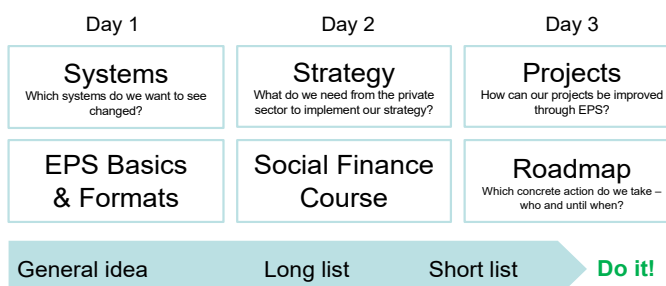 Day 1
Day 2
Day 3
Systems
Which systems do we want to see
changed?
Strategy
What do we need from the private
sector to implement our strategy?
Projects
How can our projects be improved
through EPS?
EPS Basics
& Formats
Social Finance
Course
Roadmap
Which concrete action do we take –
who and until when?
General idea
Long list
Short list
Do it!